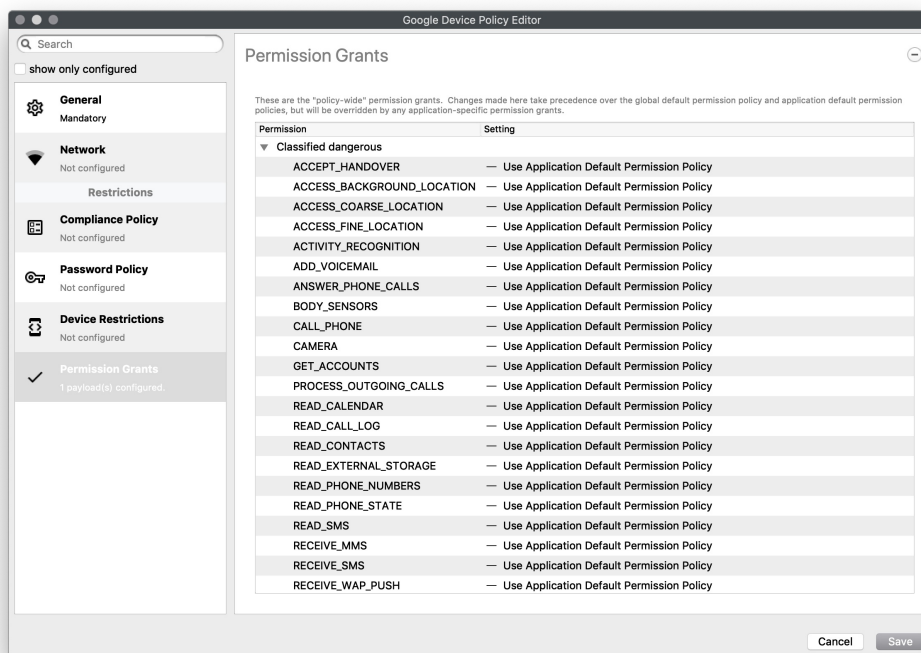 Google Device Policy Editor
Search
show only configured
General
Mandatory
Network
Not configured
Restrictions
Compliance Policy
Not configured
Password Policy
Not configured
Device Restrictions
Not configured
Permission Grants
1 payload(s) configured.
Permission Grants
These are the "policy-wide" permission grants. Changes made here take precedence over the global default permission policy and application default permission
policies, but will be overridden by any application-specific permission grants.
Permission Setting
Classified dangerous
ACCEPT_HANDOVER — Use Application Default Permission Policy
ACCESS_BACKGROUND_LOCATION — Use Application Default Permission Policy
ACCESS_COARSE_LOCATION — Use Application Default Permission Policy
ACCESS_FINE_LOCATION — Use Application Default Permission Policy
ACTIVITY_RECOGNITION — Use Application Default Permission Policy
ADD_VOICEMAIL — Use Application Default Permission Policy
ANSWER_PHONE_CALLS — Use Application Default Permission Policy
BODY_SENSORS — Use Application Default Permission Policy
CALL_PHONE — Use Application Default Permission Policy
CAMERA — Use Application Default Permission Policy
GET_ACCOUNTS — Use Application Default Permission Policy
PROCESS_OUTGOING_CALLS — Use Application Default Permission Policy
READ_CALENDAR — Use Application Default Permission Policy
READ_CALL_LOG — Use Application Default Permission Policy
READ_CONTACTS — Use Application Default Permission Policy
READ_EXTERNAL_STORAGE — Use Application Default Permission Policy
READ_PHONE_NUMBERS — Use Application Default Permission Policy
READ_PHONE_STATE — Use Application Default Permission Policy
READ_SMS — Use Application Default Permission Policy
RECEIVE_MMS — Use Application Default Permission Policy
RECEIVE_SMS — Use Application Default Permission Policy
RECEIVE_WAP_PUSH — Use Application Default Permission Policy
Cancel Save